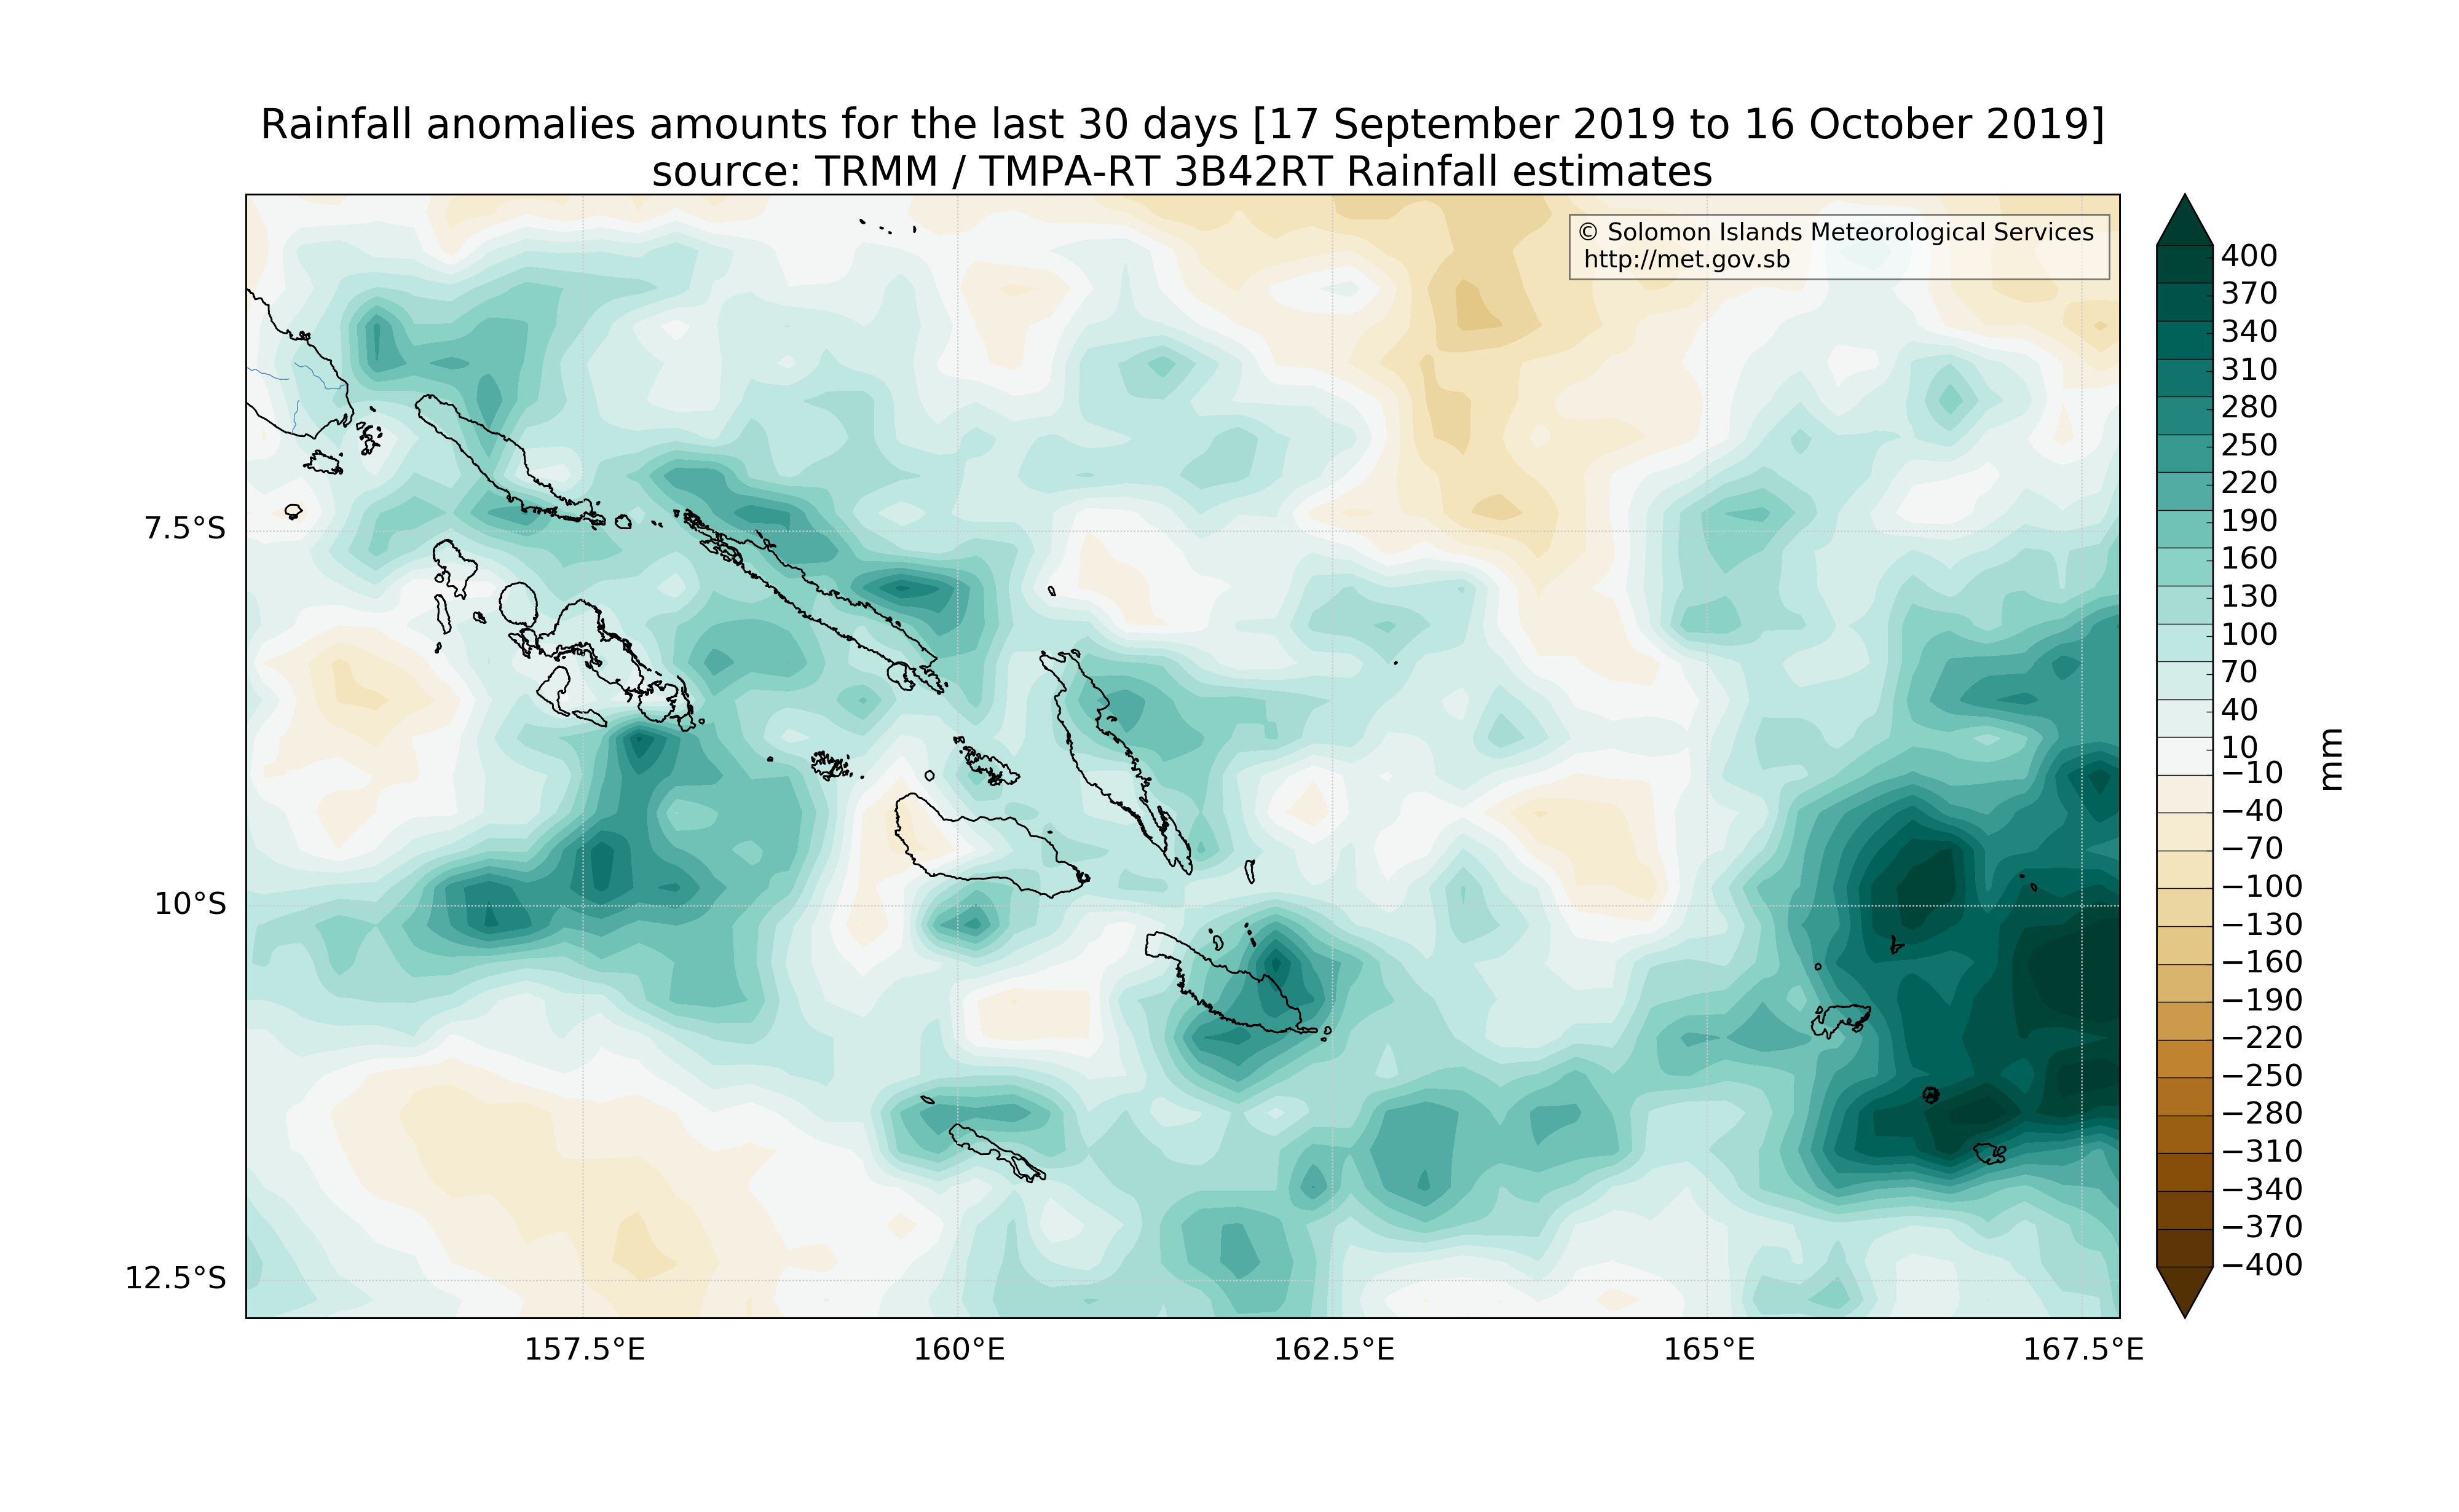 Rainfall anomalies amounts for the last 30 days [17 September 2019 to 16 October 2019]
source: TRMM / TMPA-RT 3B42RT Rainfall estimates
© Solomon Islands Meteorological Services
http://met.gov.sb
7.5°S
10°S
12.5°S
157.5°E
160°E
162.5°E
165°E
167.5°E
400
370
340
310
280
250
220
190
160
130
100
70
40
10
−10
−40
−70
−100
−130
−160
−190
−220
−250
−280
−310
−340
−370
−400
mm